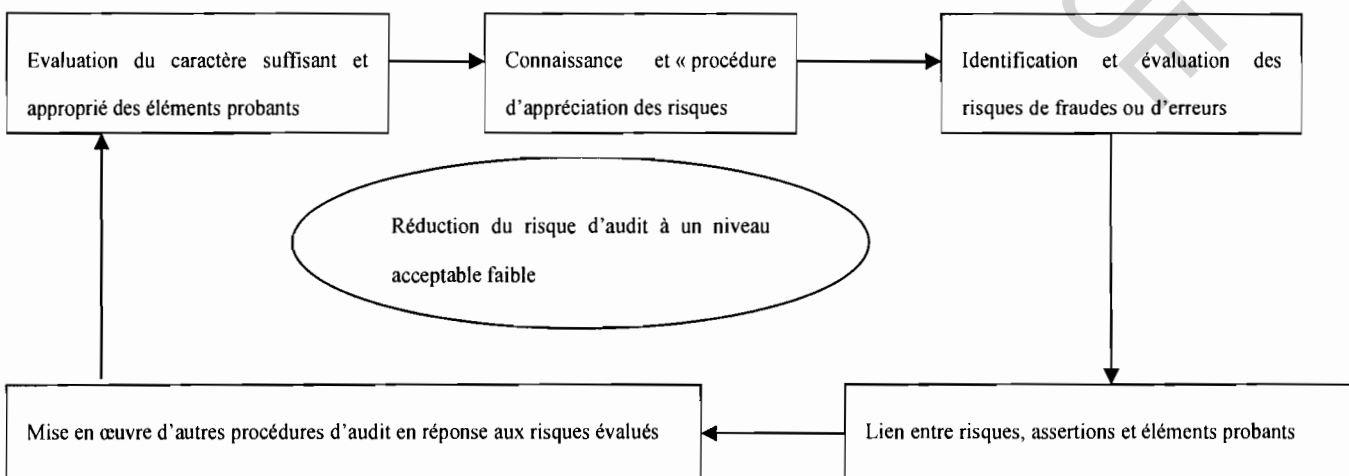 Evaluation du caractère suffisant et
approprié des éléments probants
Connaissance et « procédure
d'appréciation des risques
Identification et évaluation des
risques de fraudes ou d'erreurs
Réduction du risque d'audit à un niveau
acceptable faible
Mise en œuvre d'autres procédures d'audit en réponse aux risques évalués
Lien entre risques, assertions et éléments probants